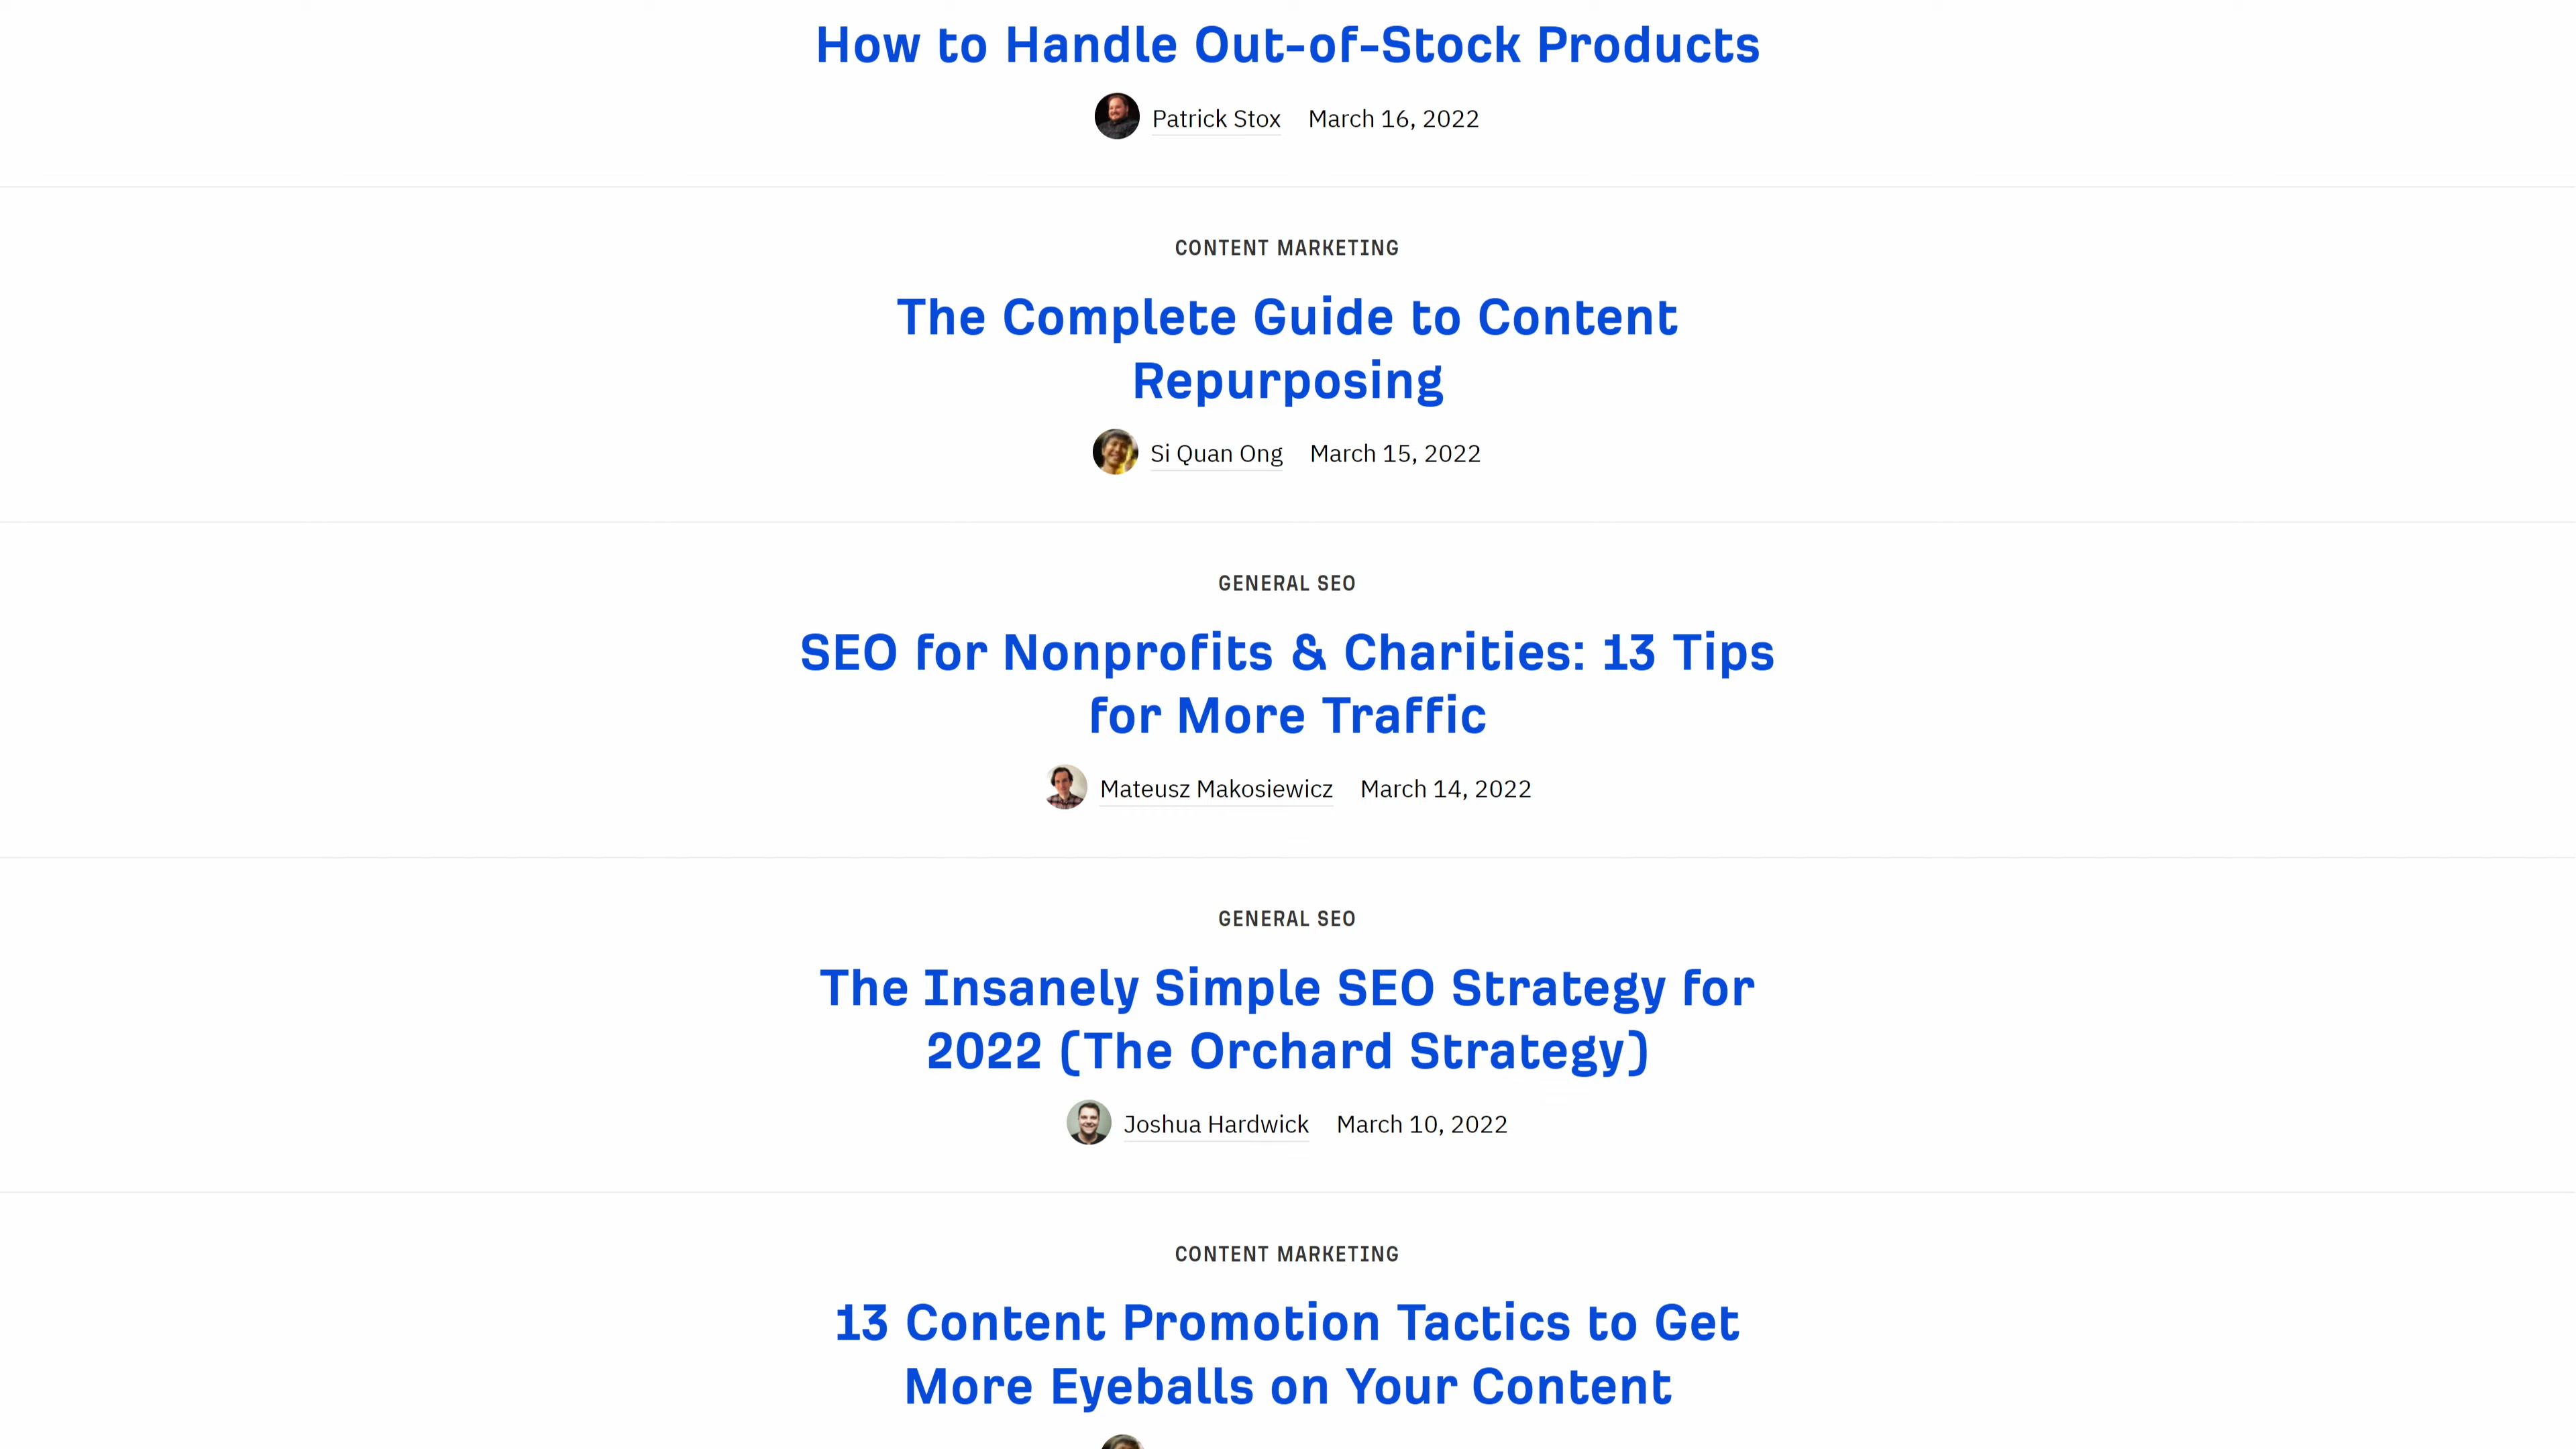 How to Handle Out-of-Stock Products
Patrick Stox March 16, 2022
CONTENT MARKETING
The Complete Guide to Content
Repurposing
Si Quan Ong March 15, 2022
GENERAL SEO
SEO for Nonprofits & Charities: 13 Tips
for More Traffic
Mateusz Makosiewicz March 14, 2022
GENERAL SEO
The Insanely Simple SEO Strategy for
2022 (The Orchard Strategy)
Joshua Hardwick March 10, 2022
CONTENT MARKETING
13 Content Promotion Tactics to Get
More Eyeballs on Your Content